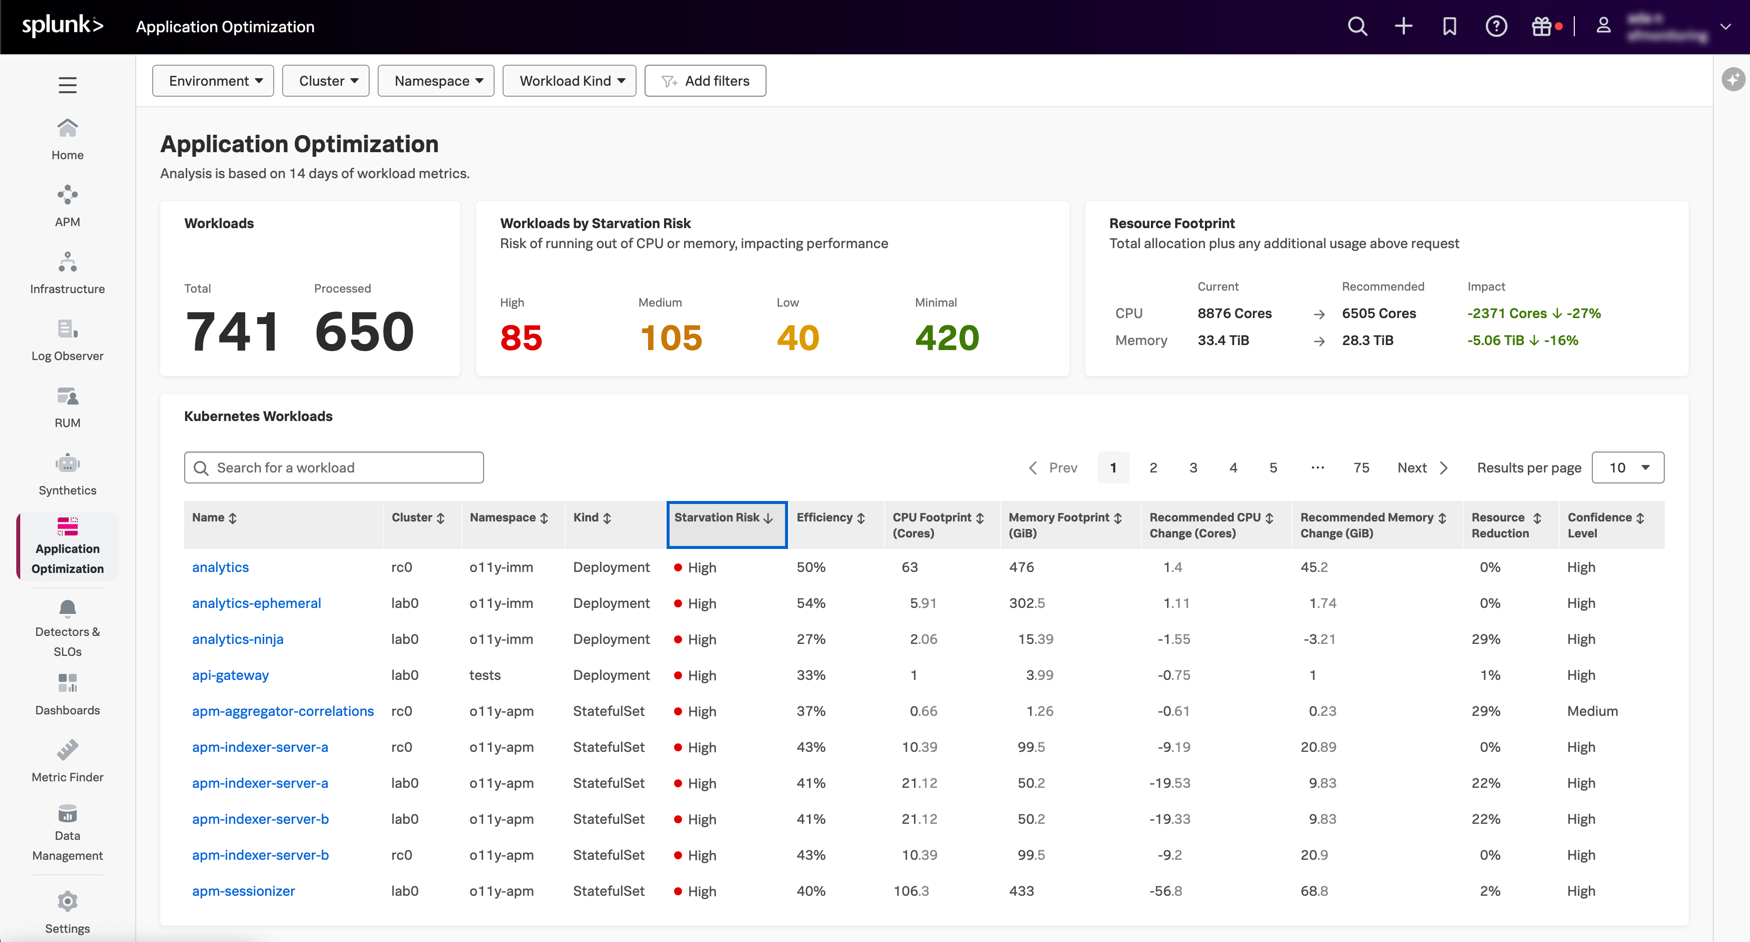 splunk>
Application Optimization
Environment
Cluster
Namespace
Workload Kind
Add filters
Home
APM
Infrastructure
Log Observer
RUM
Synthetics
Application
Optimization
Detectors &
SLOs
Dashboards
Metric Finder
Data
Management
Settings
Application Optimization
Analysis is based on 14 days of workload metrics.
Workloads
Total Processed
741 650
Workloads by Starvation Risk
Risk of running out of CPU or memory, impacting performance
High Medium Low Minimal
85 105 40 420
Resource Footprint
Total allocation plus any additional usage above request
Current Recommended Impact
CPU 8876 Cores → 6505 Cores -2371 Cores ↓ -27%
Memory 33.4 TiB → 28.3 TiB -5.06 TiB ↓ -16%
Kubernetes Workloads
Search for a workload
Prev 1 2 3 4 5 ··· 75 Next Results per page 10
Name Cluster Namespace Kind Starvation Risk ↓ Efficiency CPU Footprint Memory Footprint Recommended CPU Recommended Memory Resource Confidence
(Cores) (GiB) Change (Cores) Change (GiB) Reduction Level
analytics rc0 o11y-imm Deployment High 50% 63 476 1.4 45.2 0% High
analytics-ephemeral lab0 o11y-imm Deployment High 54% 5.91 302.5 1.11 1.74 0% High
analytics-ninja lab0 o11y-imm Deployment High 27% 2.06 15.39 -1.55 -3.21 29% High
api-gateway lab0 tests Deployment High 33% 1 3.99 -0.75 1 1% High
apm-aggregator-correlations rc0 o11y-apm StatefulSet High 37% 0.66 1.26 -0.61 0.23 29% Medium
apm-indexer-server-a rc0 o11y-apm StatefulSet High 43% 10.39 99.5 -9.19 20.89 0% High
apm-indexer-server-a lab0 o11y-apm StatefulSet High 41% 21.12 50.2 -19.53 9.83 22% High
apm-indexer-server-b lab0 o11y-apm StatefulSet High 41% 21.12 50.2 -19.33 9.83 22% High
apm-indexer-server-b rc0 o11y-apm StatefulSet High 43% 10.39 99.5 -9.2 20.9 0% High
apm-sessionizer lab0 o11y-apm StatefulSet High 40% 106.3 433 -56.8 68.8 2% High